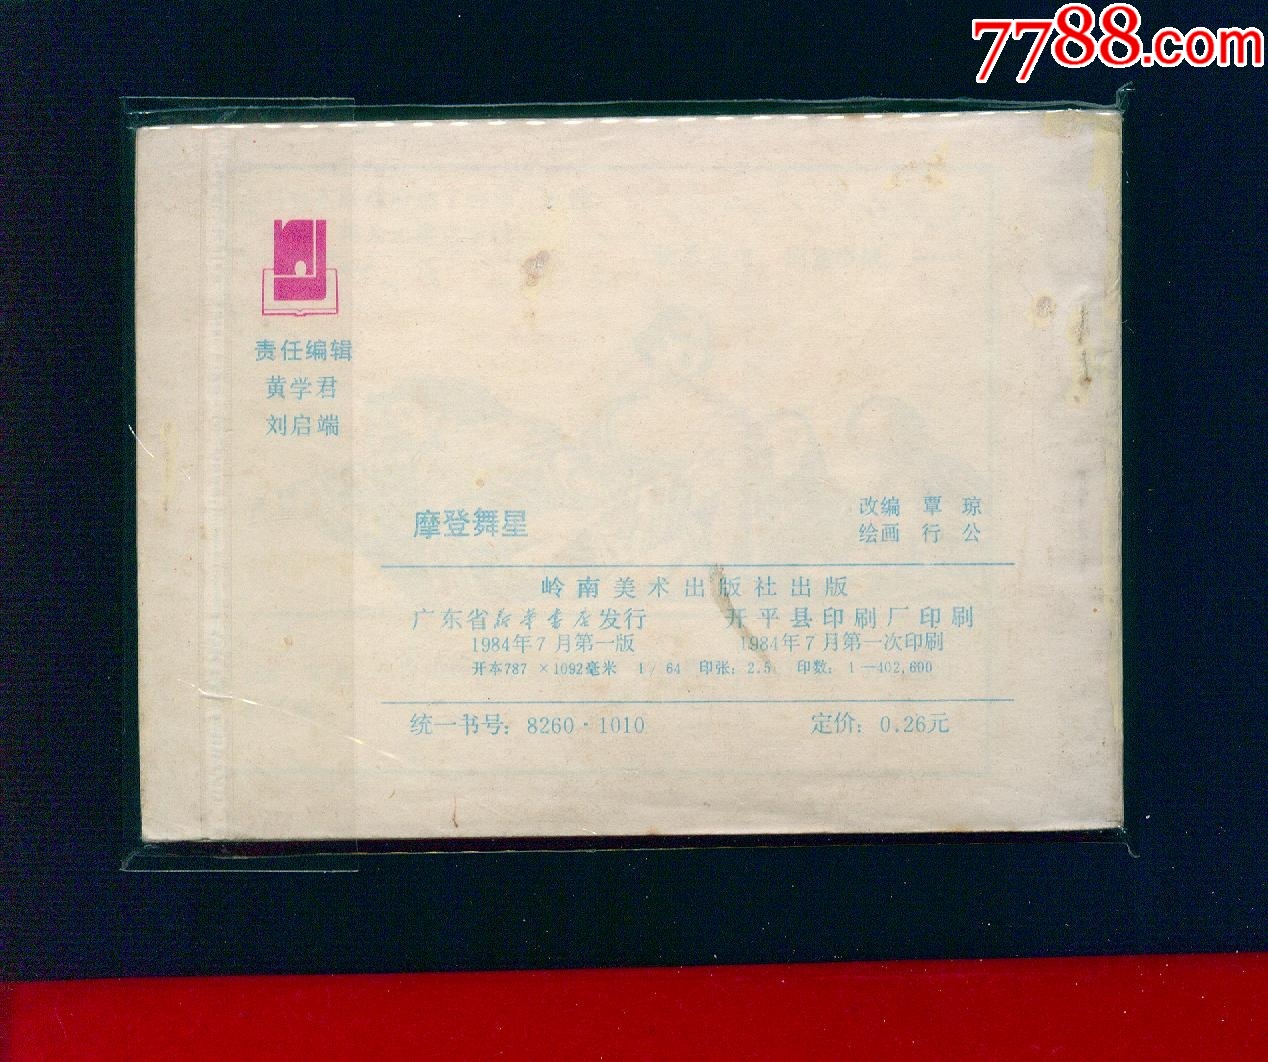 7788.com
责任编辑
黄学君
刘启端
摩登舞星
改编 覃琼
绘画 行公
岭南美术出版社出版
广东省新华书店发行 开平县印刷厂印刷
1984年7月第一版 1984年7月第一次印刷
开本787×1092毫米 1/64 印张：2.5 印数：1—402,600
统一书号：8260·1010 定价：0.26元